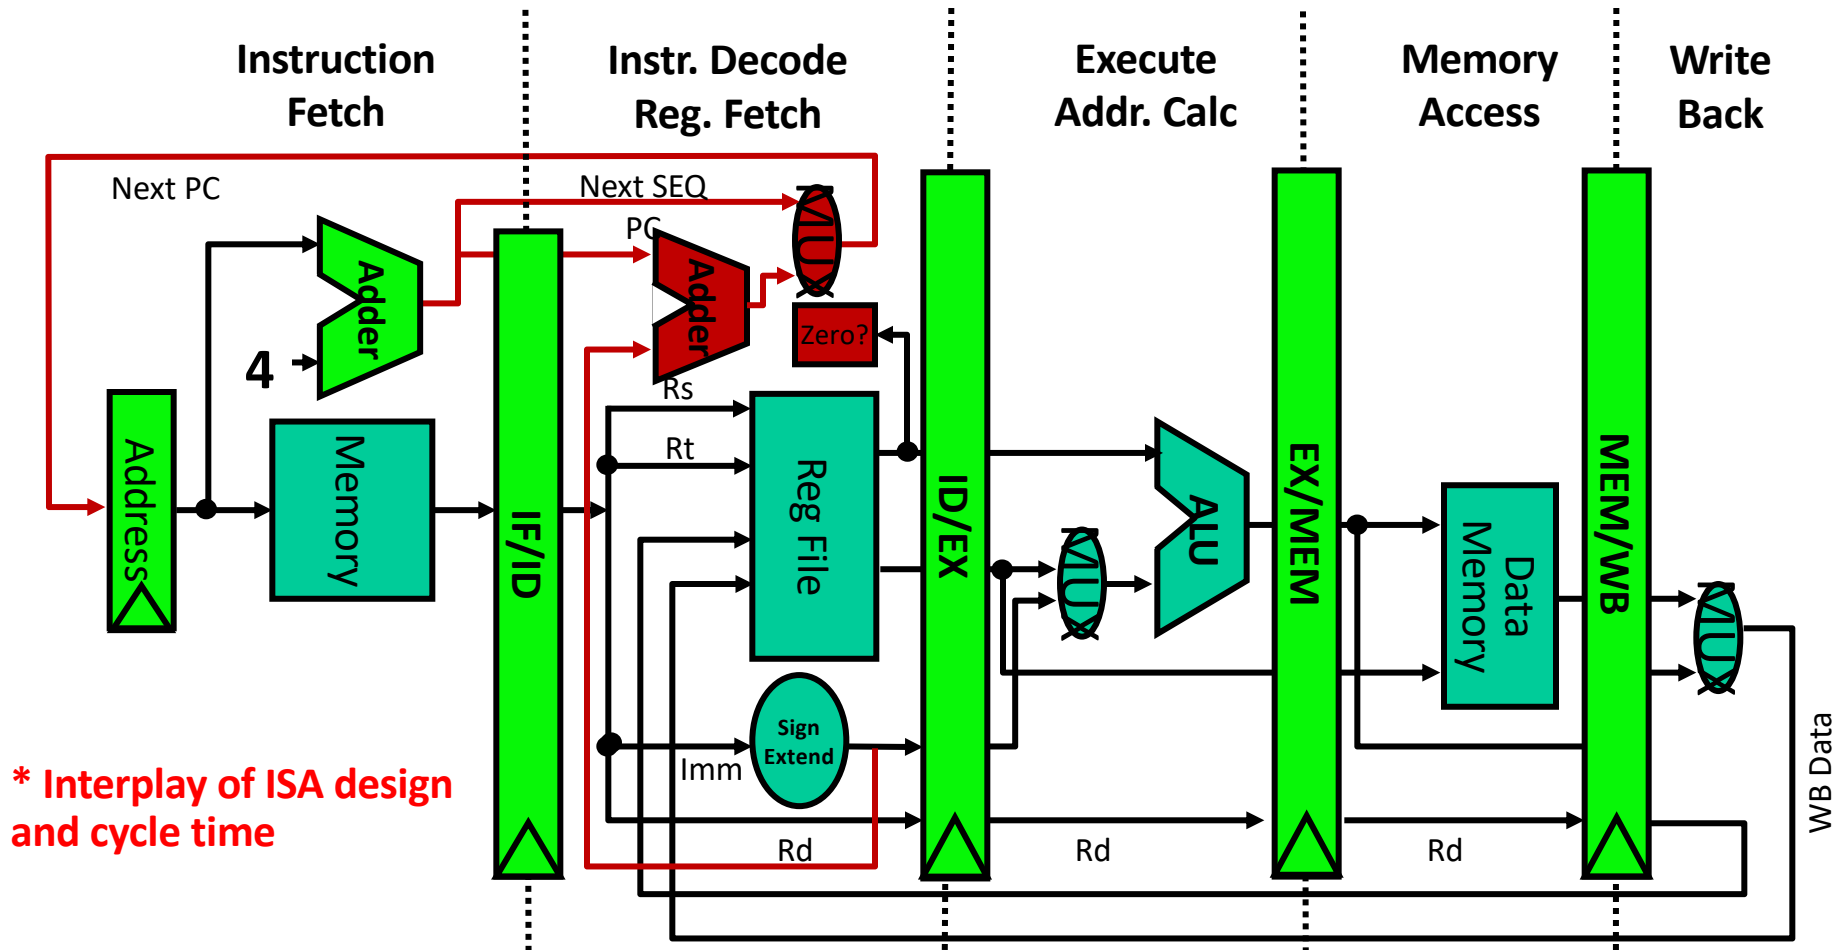 Instruction
Fetch
Instr. Decode
Reg. Fetch
Execute
Addr. Calc
Memory
Access
Write
Back
Next PC
Next SEQ
PC
MUX
Adder
Adder
Zero?
4
Rs
Address
Memory
IF/ID
Rt
Reg File
ID/EX
MUX
ALU
EX/MEM
Data
Memory
MEM/WB
MUX
Sign
Extend
Imm
WB Data
* Interplay of ISA design
and cycle time
Rd
Rd
Rd